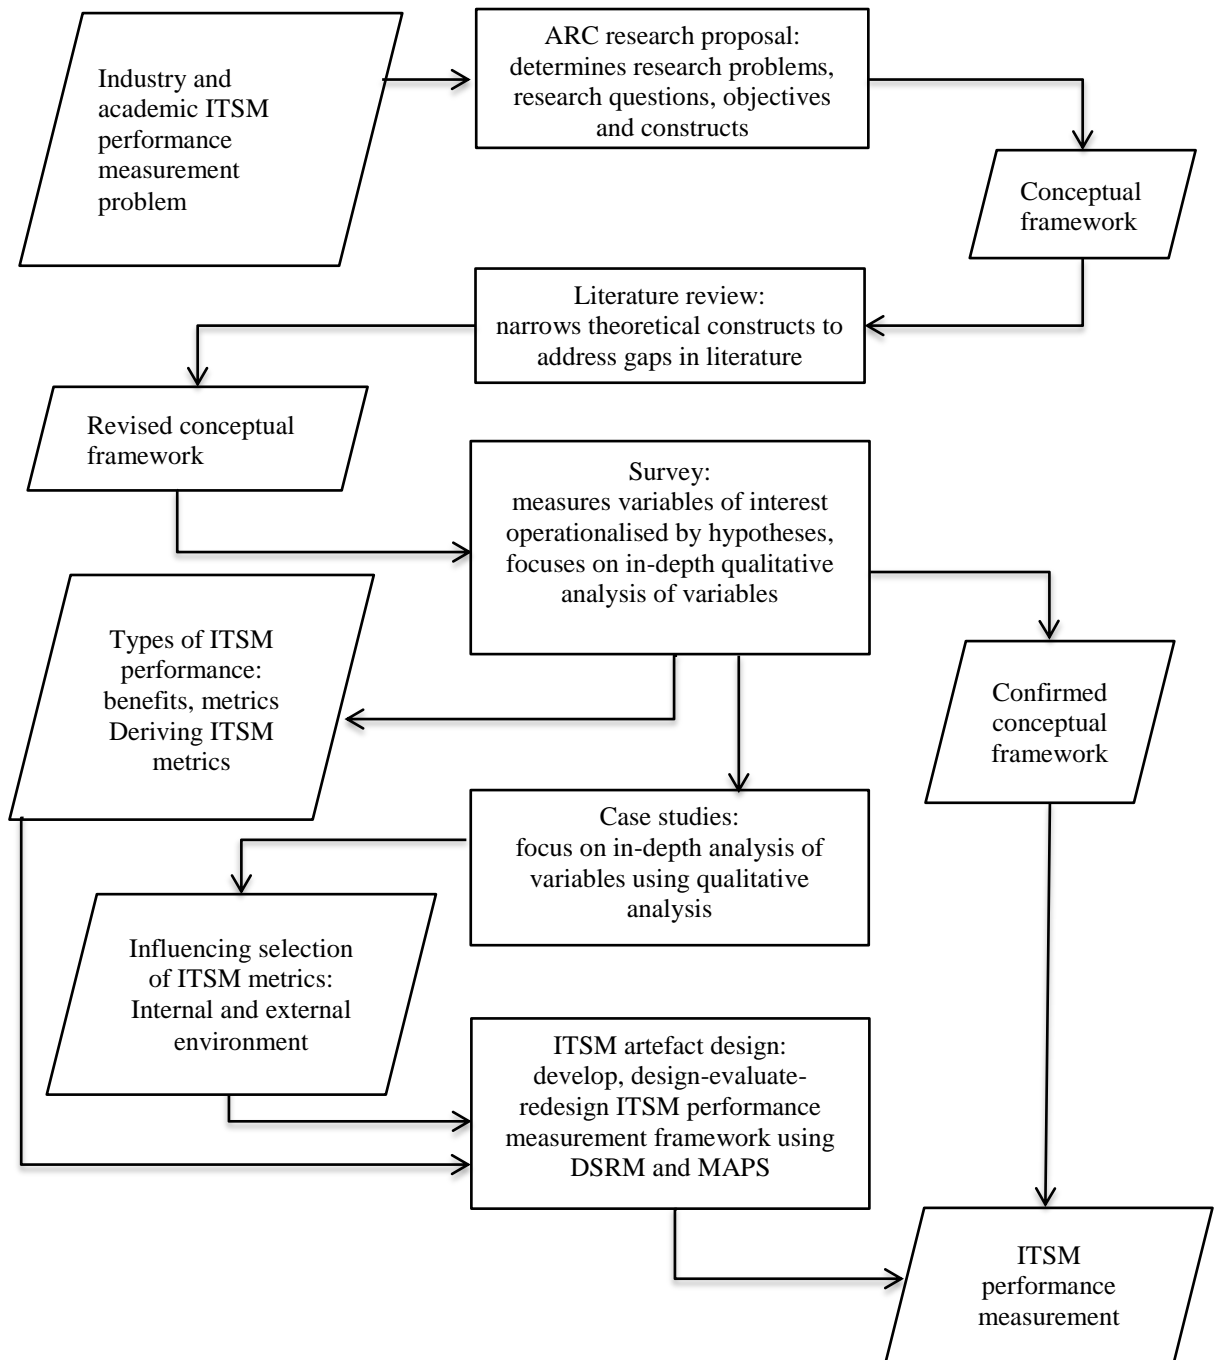 Industry and
academic ITSM
performance
measurement
problem
ARC research proposal:
determines research problems,
research questions, objectives
and constructs
Conceptual
framework
Literature review:
narrows theoretical constructs to
address gaps in literature
Revised conceptual
framework
Survey:
measures variables of interest
operationalised by hypotheses,
focuses on in-depth qualitative
analysis of variables
Types of ITSM
performance:
benefits, metrics
Deriving ITSM
metrics
Confirmed
conceptual
framework
Case studies:
focus on in-depth analysis of
variables using qualitative
analysis
Influencing selection
of ITSM metrics:
Internal and external
environment
ITSM artefact design:
develop, design-evaluate-
redesign ITSM performance
measurement framework using
DSRM and MAPS
ITSM
performance
measurement